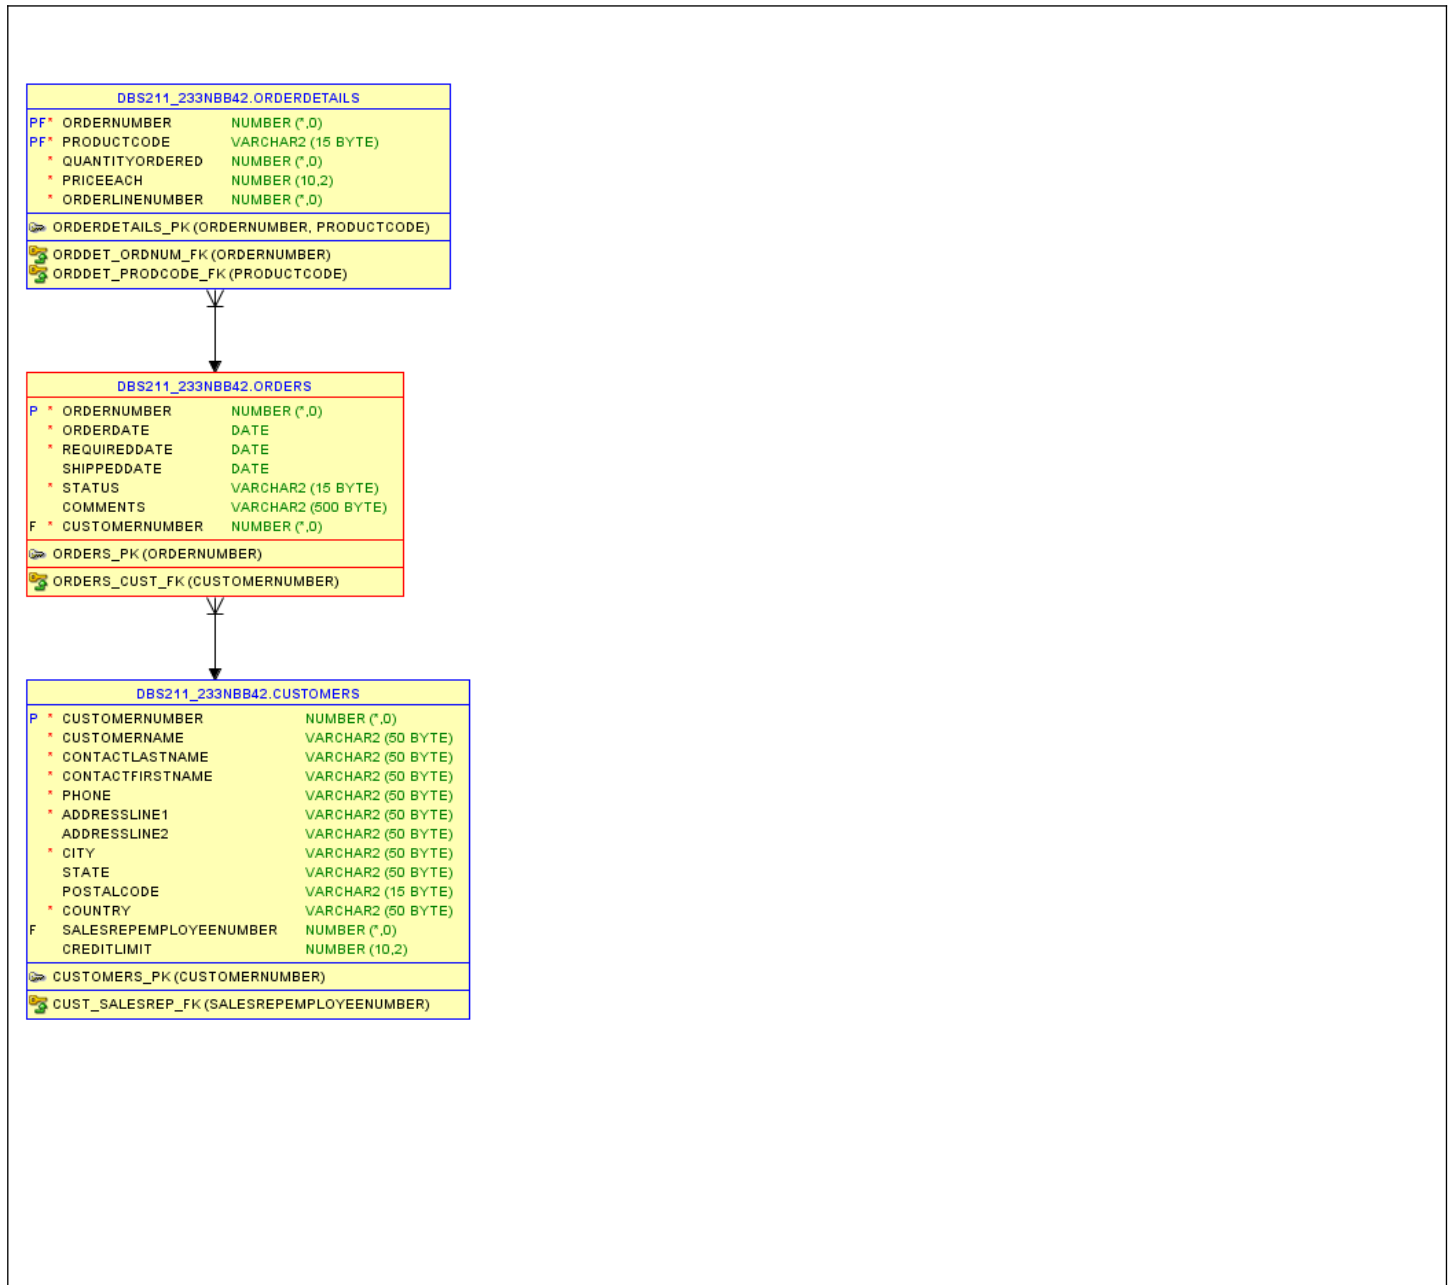 DBS211_233NBB42.ORDERDETAILS
PF* ORDERNUMBER NUMBER (*,0)
PF* PRODUCTCODE VARCHAR2 (15 BYTE)
* QUANTITYORDERED NUMBER (*,0)
* PRICEEACH NUMBER (10,2)
* ORDERLINENUMBER NUMBER (*,0)
ORDERDETAILS_PK (ORDERNUMBER, PRODUCTCODE)
ORDDET_ORDNUM_FK (ORDERNUMBER)
ORDDET_PRODCODE_FK (PRODUCTCODE)
DBS211_233NBB42.ORDERS
P * ORDERNUMBER NUMBER (*,0)
* ORDERDATE DATE
* REQUIREDDATE DATE
SHIPPEDDATE DATE
* STATUS VARCHAR2 (15 BYTE)
COMMENTS VARCHAR2 (500 BYTE)
F * CUSTOMERNUMBER NUMBER (*,0)
ORDERS_PK (ORDERNUMBER)
ORDERS_CUST_FK (CUSTOMERNUMBER)
DBS211_233NBB42.CUSTOMERS
P * CUSTOMERNUMBER NUMBER (*,0)
* CUSTOMERNAME VARCHAR2 (50 BYTE)
* CONTACTLASTNAME VARCHAR2 (50 BYTE)
* CONTACTFIRSTNAME VARCHAR2 (50 BYTE)
* PHONE VARCHAR2 (50 BYTE)
* ADDRESSLINE1 VARCHAR2 (50 BYTE)
ADDRESSLINE2 VARCHAR2 (50 BYTE)
* CITY VARCHAR2 (50 BYTE)
STATE VARCHAR2 (50 BYTE)
POSTALCODE VARCHAR2 (15 BYTE)
* COUNTRY VARCHAR2 (50 BYTE)
F SALESREPEMPLOYEENUMBER NUMBER (*,0)
CREDITLIMIT NUMBER (10,2)
CUSTOMERS_PK (CUSTOMERNUMBER)
CUST_SALESREP_FK (SALESREPEMPLOYEENUMBER)